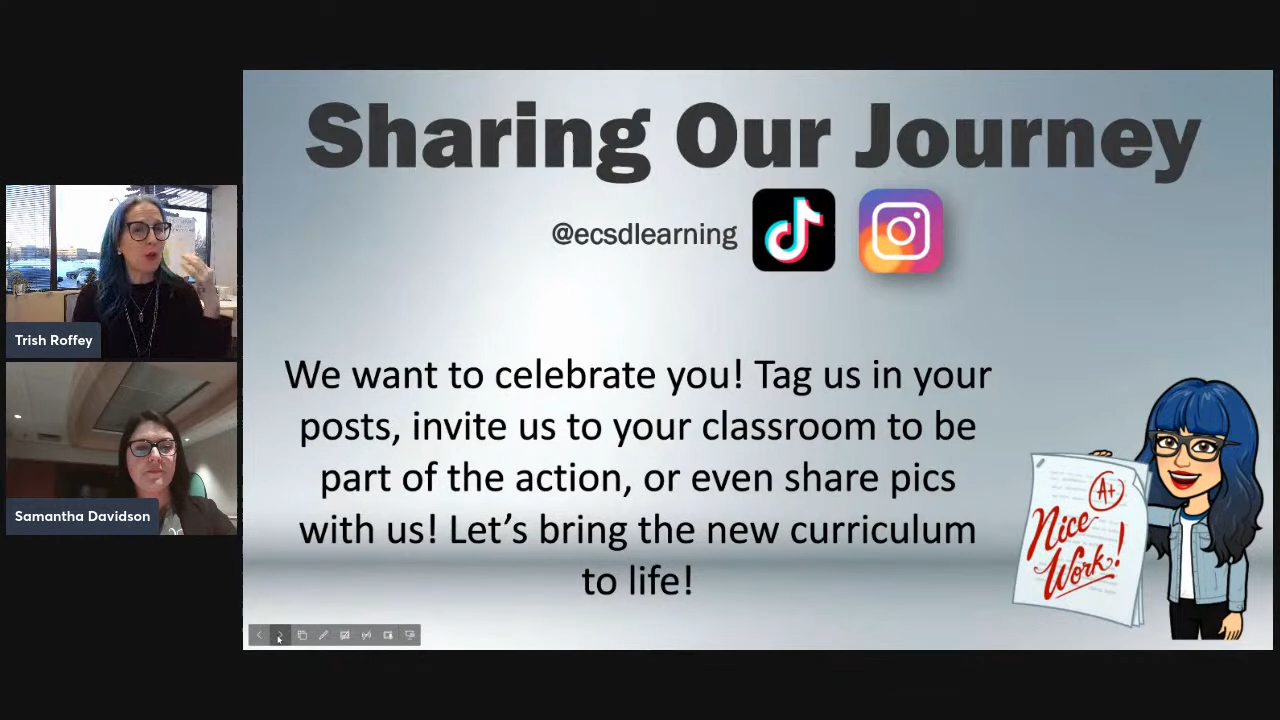 Sharing Our Journey
@ecsdlearning
We want to celebrate you! Tag us in your
posts, invite us to your classroom to be
part of the action, or even share pics
with us! Let’s bring the new curriculum
to life!
A+
Nice
Work!
Trish Roffey
Samantha Davidson